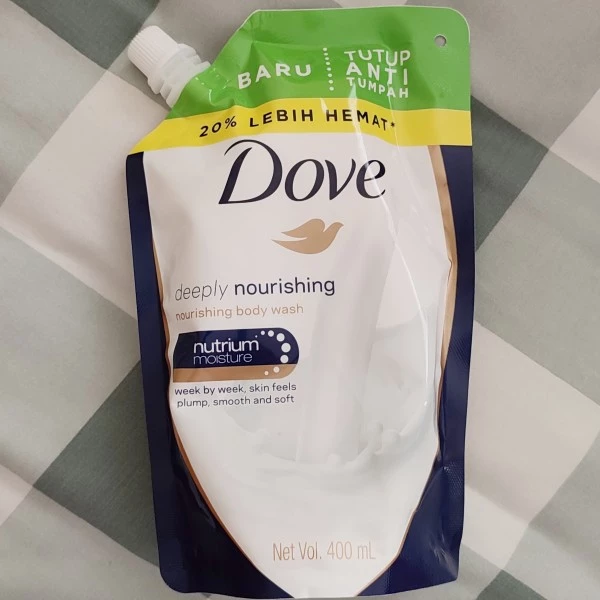 BARU
TUTUP
ANTI
TUMPAH
20% LEBIH HEMAT*
Dove
deeply nourishing
nourishing body wash
nutrium
moisture
week by week, skin feels
plump, smooth and soft
Net Vol. 400 mL